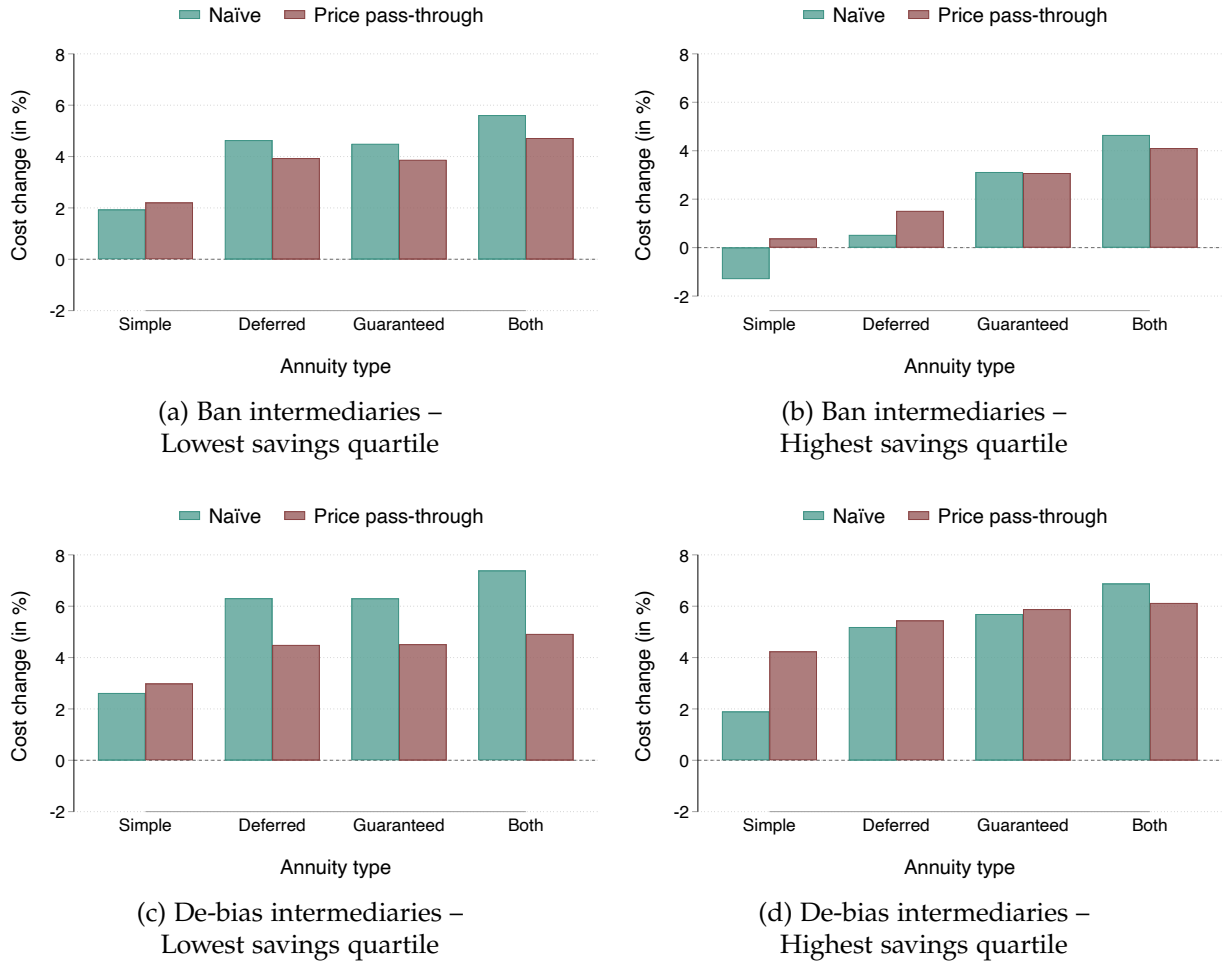 Naïve Price pass-through
Cost change (in %)
8
6
4
2
0
-2
Simple Deferred Guaranteed Both
Annuity type
(a) Ban intermediaries –
Lowest savings quartile
Naïve Price pass-through
Cost change (in %)
8
6
4
2
0
-2
Simple Deferred Guaranteed Both
Annuity type
(b) Ban intermediaries –
Highest savings quartile
Naïve Price pass-through
Cost change (in %)
8
6
4
2
0
-2
Simple Deferred Guaranteed Both
Annuity type
(c) De-bias intermediaries –
Lowest savings quartile
Naïve Price pass-through
Cost change (in %)
8
6
4
2
0
-2
Simple Deferred Guaranteed Both
Annuity type
(d) De-bias intermediaries –
Highest savings quartile